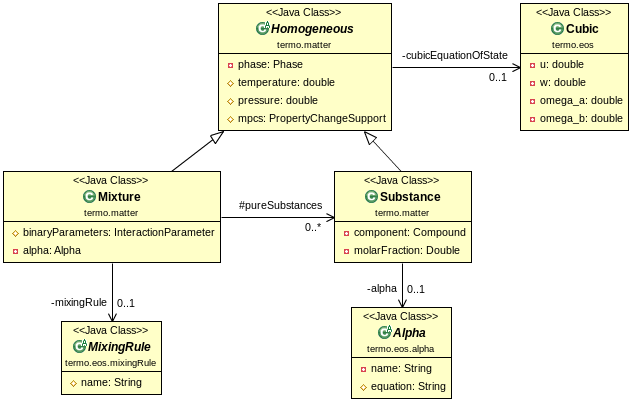 <<Java Class>>
Homogeneous
termo.matter
phase: Phase
temperature: double
pressure: double
mpcs: PropertyChangeSupport
-cubicEquationOfState
0..1
<<Java Class>>
Cubic
termo.eos
u: double
w: double
omega_a: double
omega_b: double
<<Java Class>>
Mixture
termo.matter
binaryParameters: InteractionParameter
alpha: Alpha
#pureSubstances
0..*
<<Java Class>>
Substance
termo.matter
component: Compound
molarFraction: Double
-mixingRule
0..1
-alpha
0..1
<<Java Class>>
MixingRule
termo.eos.mixingRule
name: String
<<Java Class>>
Alpha
termo.eos.alpha
name: String
equation: String